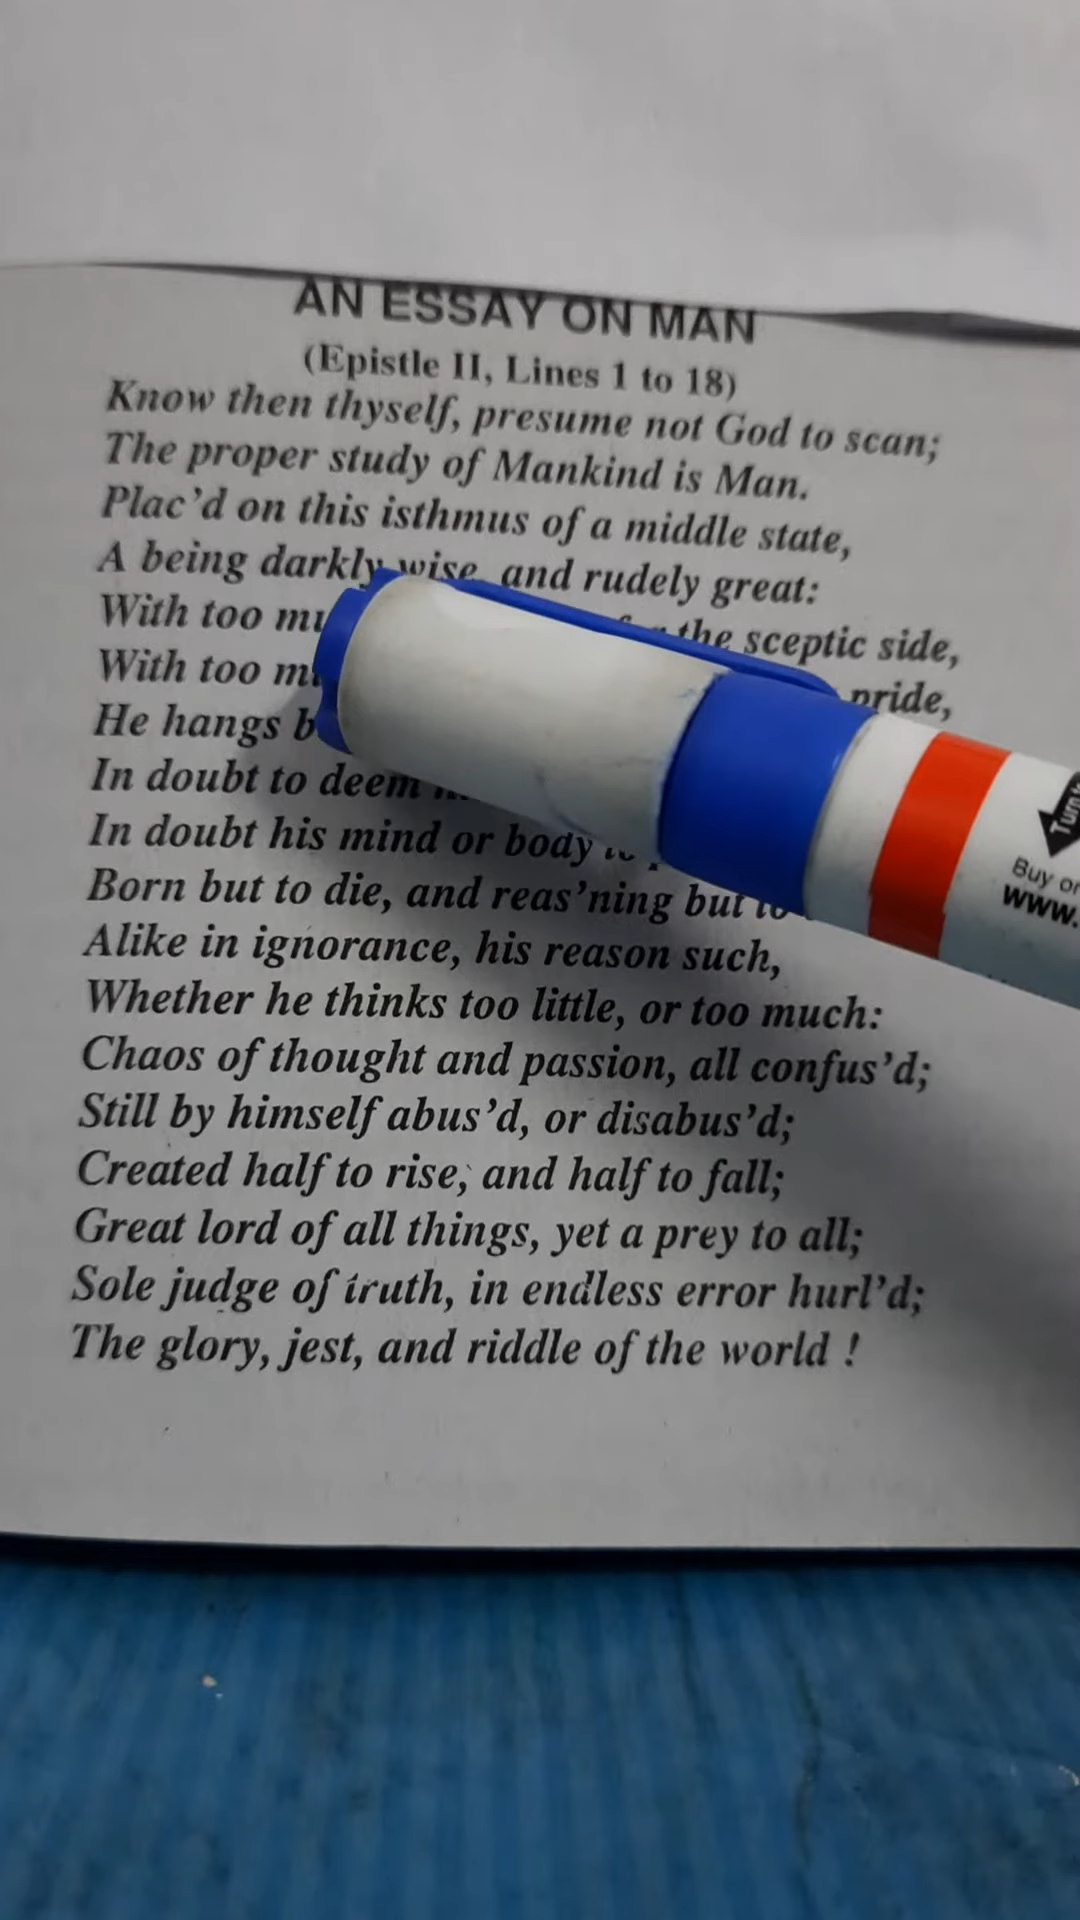 AN ESSAY ON MAN
(Epistle II, Lines 1 to 18)
Know then thyself, presume not God to scan;
The proper study of Mankind is Man.
Plac’d on this isthmus of a middle state,
A being darkly wise, and rudely great:
With too the sceptic side,
With too pride,
He hangs
In doubt to deem
In doubt his mind or body
Born but to die, and reas’ning but to
Alike in ignorance, his reason such,
Whether he thinks too little, or too much:
Chaos of thought and passion, all confus’d;
Still by himself abus’d, or disabus’d;
Created half to rise, and half to fall;
Great lord of all things, yet a prey to all;
Sole judge of truth, in endless error hurl’d;
The glory, jest, and riddle of the world !
Buy
www.